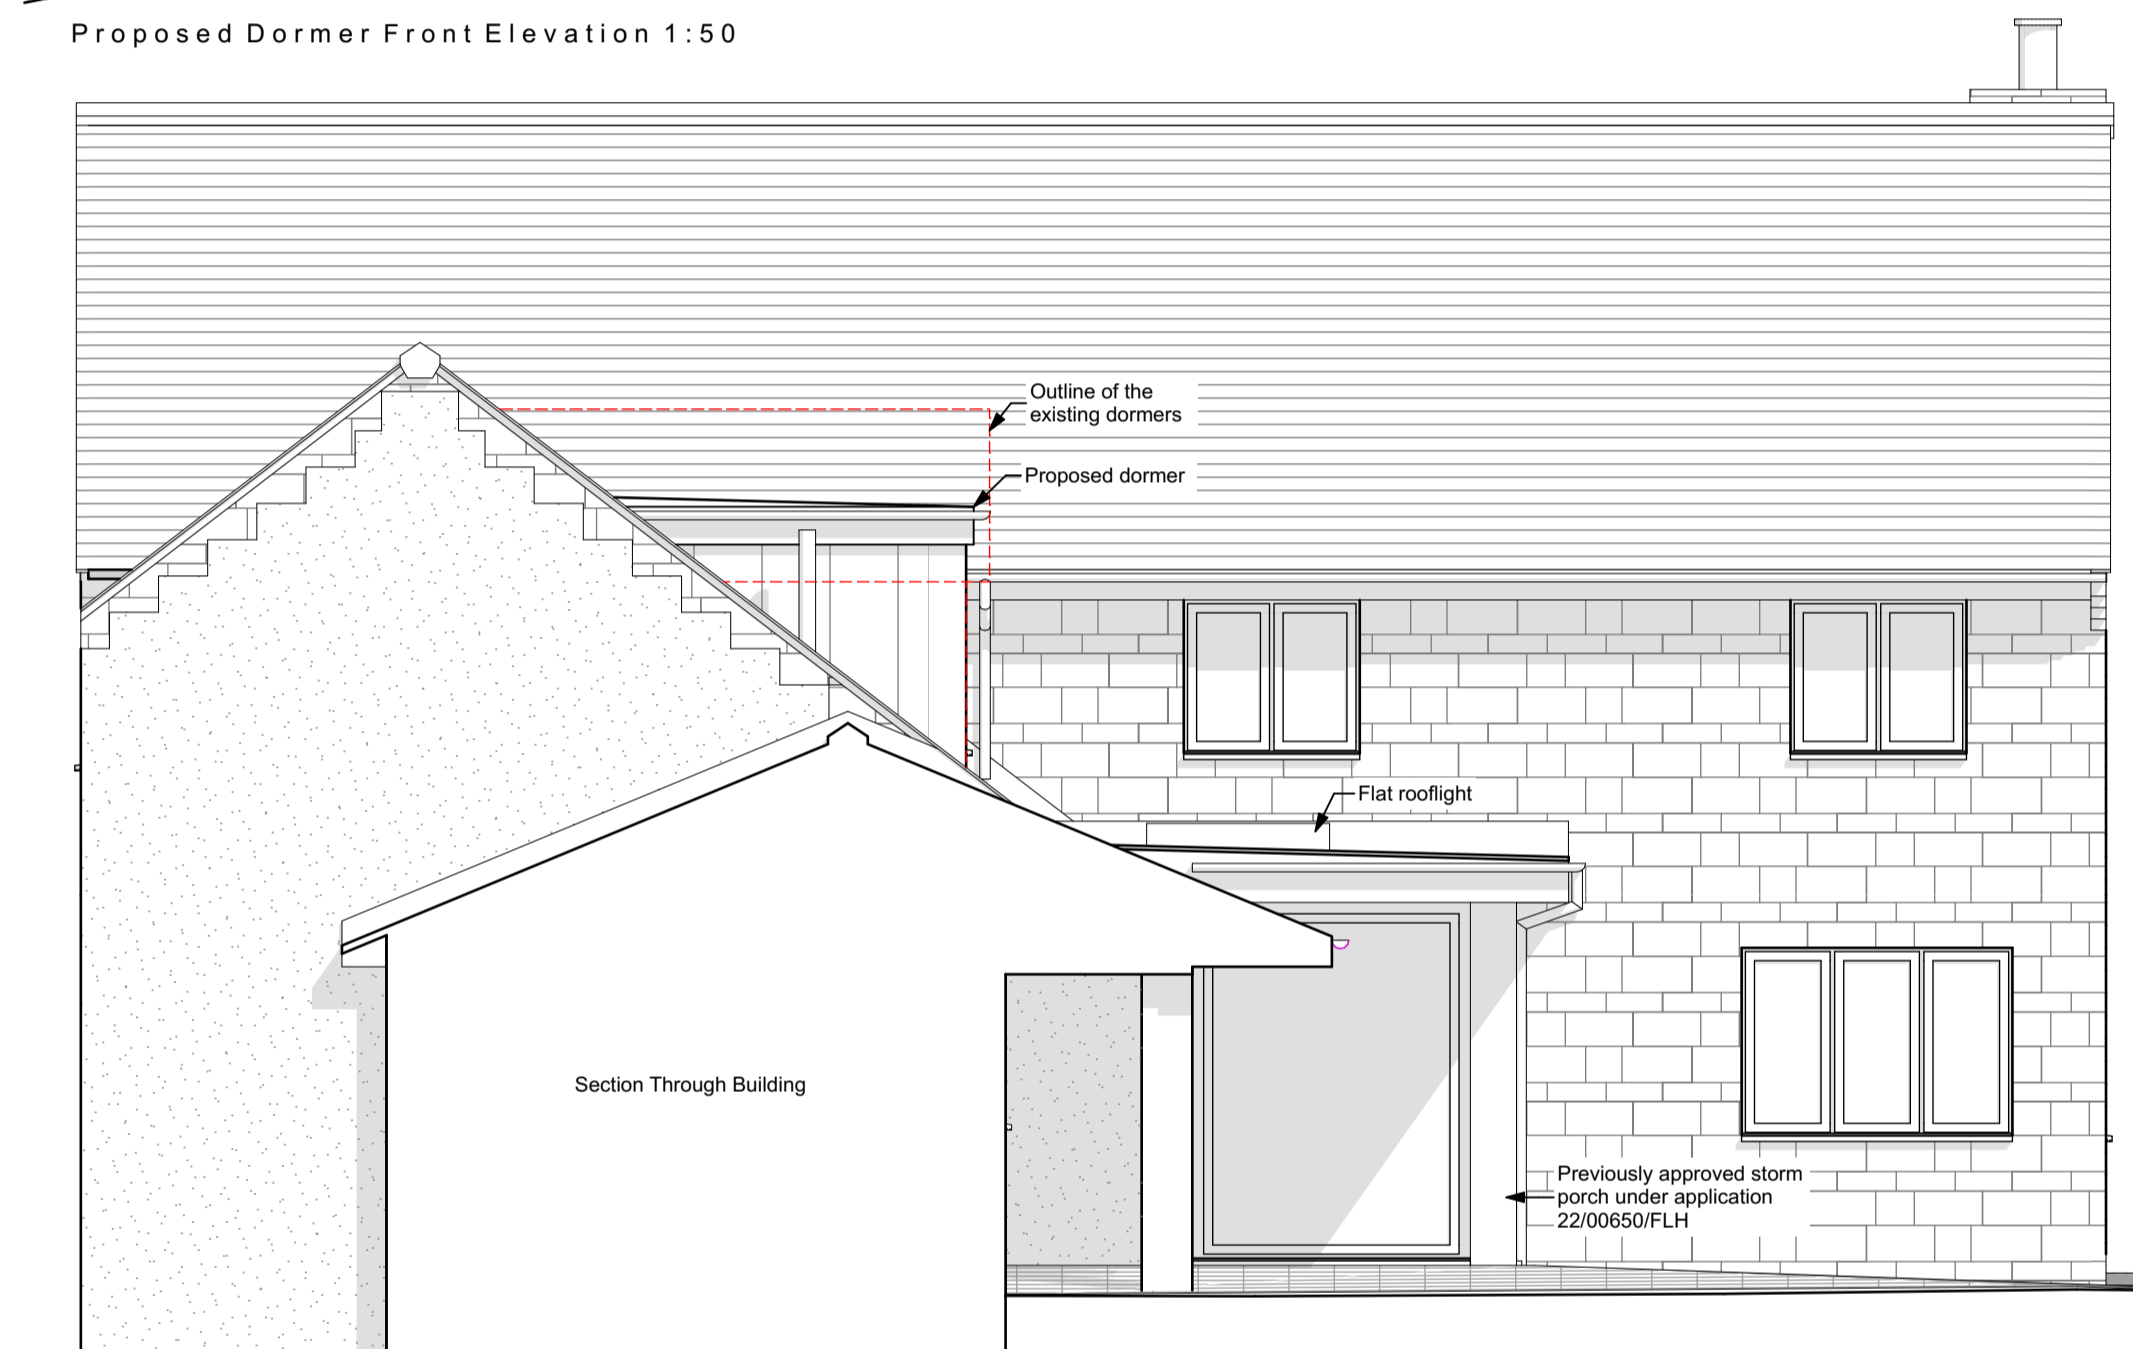 Proposed Dormer Front Elevation 1:50
Outline of the
existing dormers
Proposed dormer
Flat rooflight
Section Through Building
Previously approved storm
porch under application
22/00650/FLH